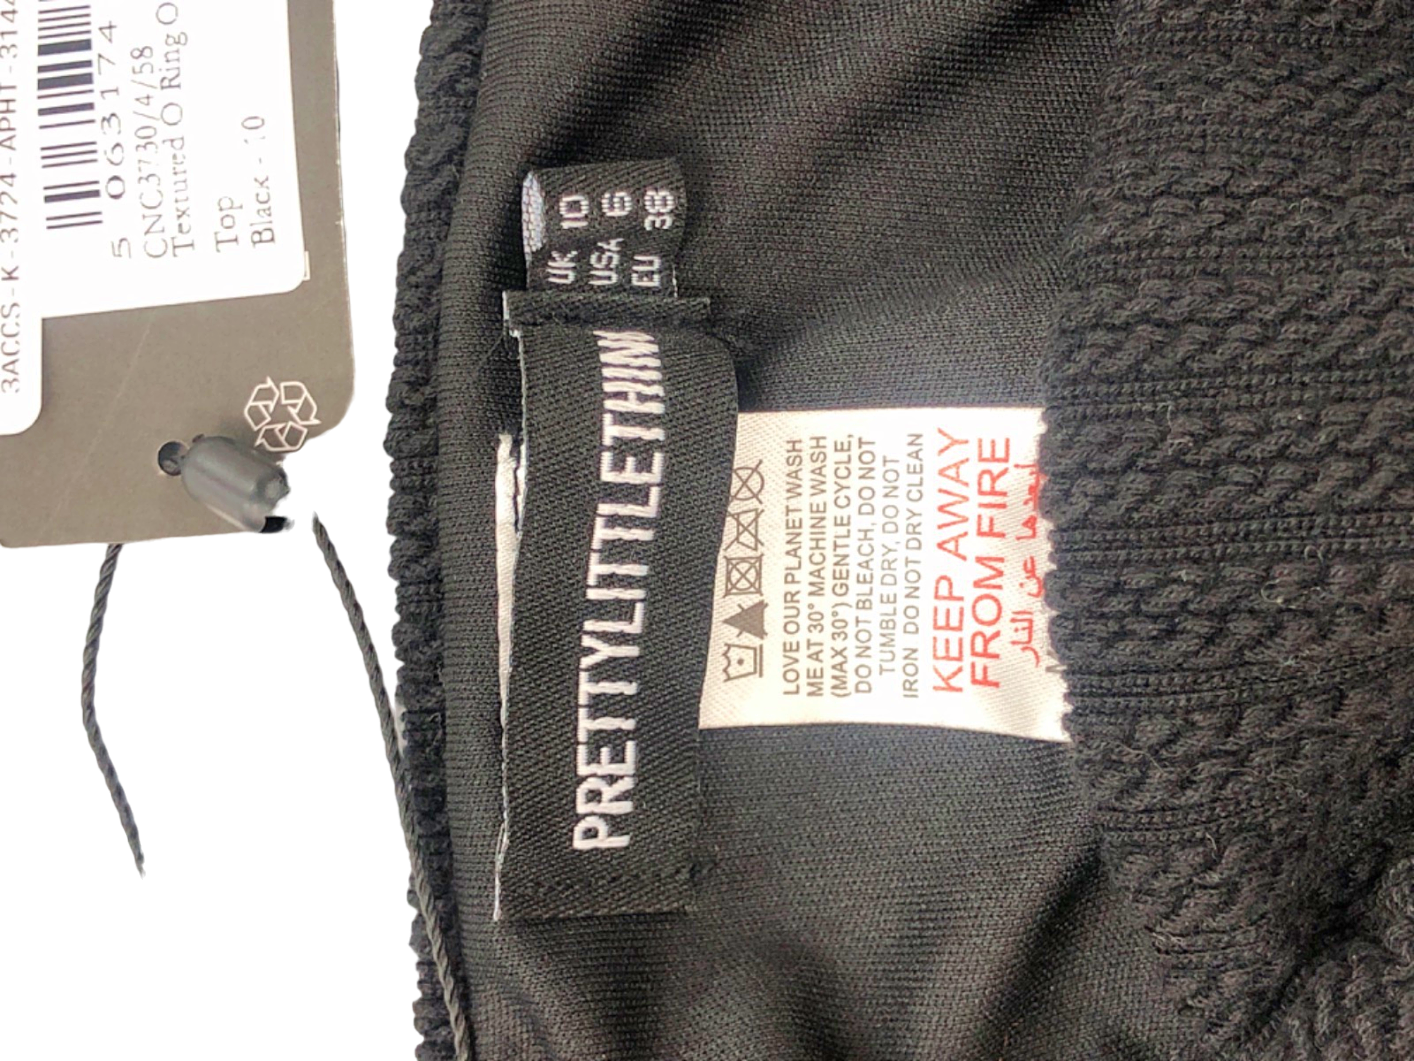 3ACCS-K-3724-APHT-3144
5 063174
CNC3730/4/58
Textured O Ring O
Top
Black - 10
UK 10
USA 6
EU 38
PRETTYLITTLETHIN
LOVE OUR PLANET WASH
ME AT 30° MACHINE WASH
(MAX 30°) GENTLE CYCLE,
DO NOT BLEACH, DO NOT
TUMBLE DRY, DO NOT
IRON DO NOT DRY CLEAN
KEEP AWAY
FROM FIRE
ابعدها عن النار